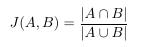 J(A, B) = |A ∩ B| / |A ∪ B|